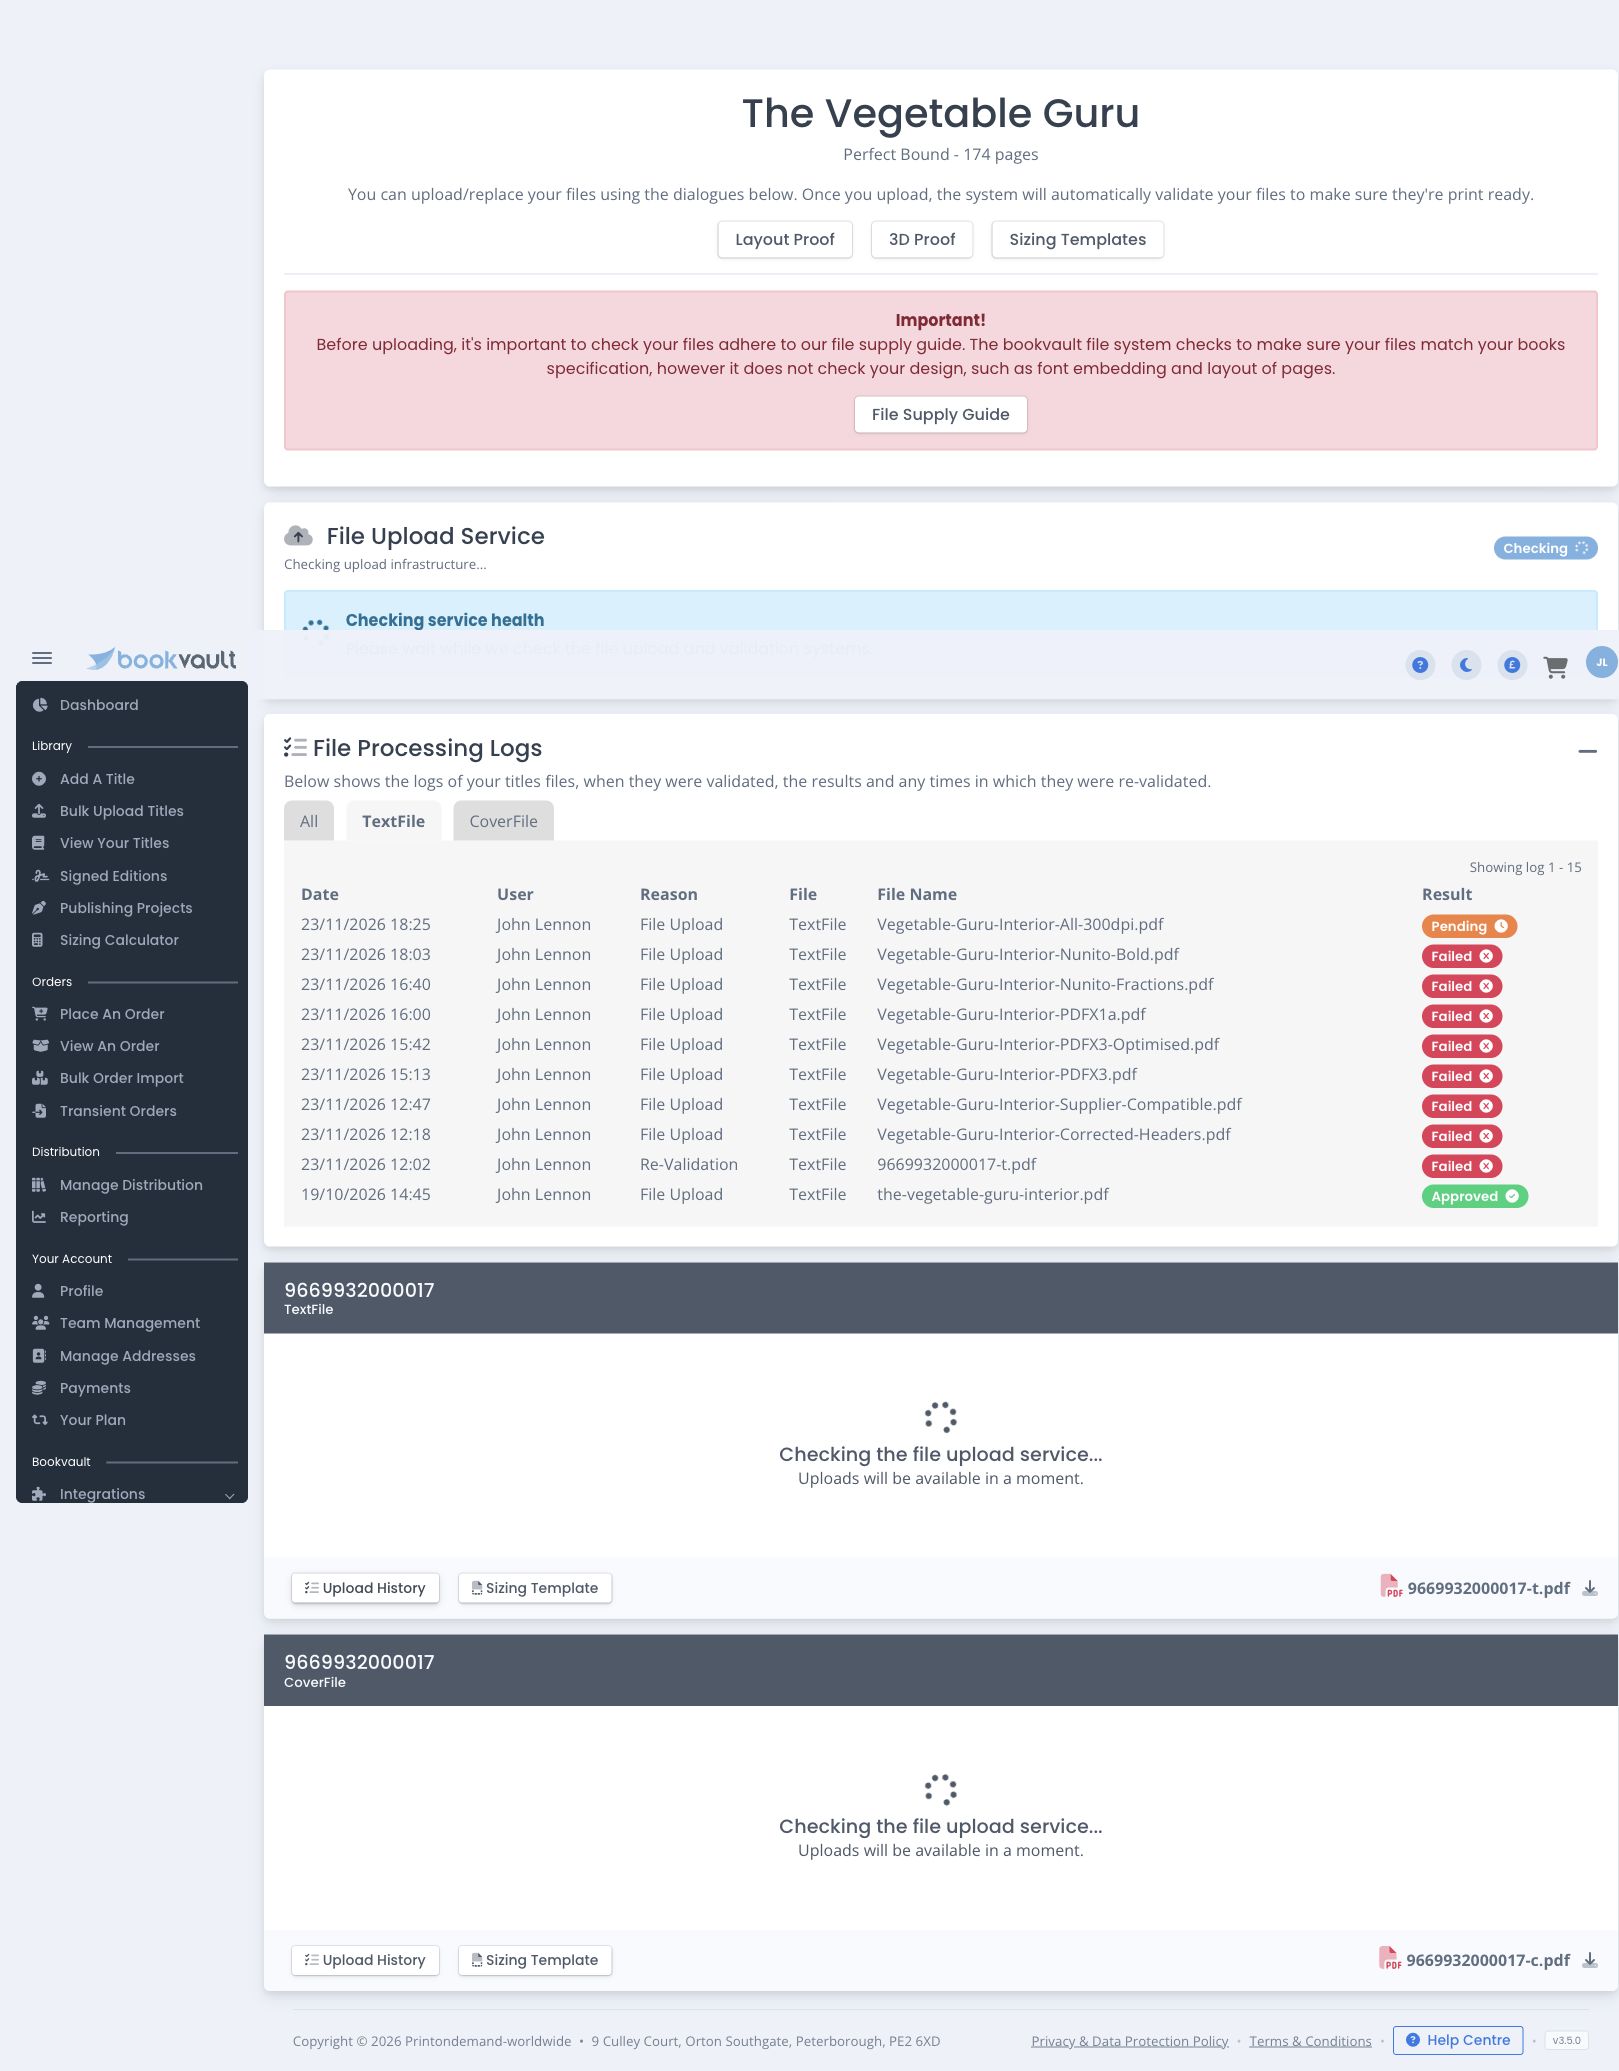 The Vegetable Guru
Perfect Bound - 174 pages
You can upload/replace your files using the dialogues below. Once you upload, the system will automatically validate your files to make sure they're print ready.
Layout Proof
3D Proof
Sizing Templates
Important!
Before uploading, it's important to check your files adhere to our file supply guide. The bookvault file system checks to make sure your files match your books
specification, however it does not check your design, such as font embedding and layout of pages.
File Supply Guide
File Upload Service
Checking upload infrastructure...
Checking
Checking service health
Please wait while we check the file upload and validation systems.
bookvault
JL
Dashboard
Library
Add A Title
Bulk Upload Titles
View Your Titles
Signed Editions
Publishing Projects
Sizing Calculator
Orders
Place An Order
View An Order
Bulk Order Import
Transient Orders
Distribution
Manage Distribution
Reporting
Your Account
Profile
Team Management
Manage Addresses
Payments
Your Plan
Bookvault
Integrations
File Processing Logs
Below shows the logs of your titles files, when they were validated, the results and any times in which they were re-validated.
All
TextFile
CoverFile
Showing log 1 - 15
Date User Reason File File Name Result
23/11/2026 18:25 John Lennon File Upload TextFile Vegetable-Guru-Interior-All-300dpi.pdf Pending
23/11/2026 18:03 John Lennon File Upload TextFile Vegetable-Guru-Interior-Nunito-Bold.pdf Failed
23/11/2026 16:40 John Lennon File Upload TextFile Vegetable-Guru-Interior-Nunito-Fractions.pdf Failed
23/11/2026 16:00 John Lennon File Upload TextFile Vegetable-Guru-Interior-PDFX1a.pdf Failed
23/11/2026 15:42 John Lennon File Upload TextFile Vegetable-Guru-Interior-PDFX3-Optimised.pdf Failed
23/11/2026 15:13 John Lennon File Upload TextFile Vegetable-Guru-Interior-PDFX3.pdf Failed
23/11/2026 12:47 John Lennon File Upload TextFile Vegetable-Guru-Interior-Supplier-Compatible.pdf Failed
23/11/2026 12:18 John Lennon File Upload TextFile Vegetable-Guru-Interior-Corrected-Headers.pdf Failed
23/11/2026 12:02 John Lennon Re-Validation TextFile 9669932000017-t.pdf Failed
19/10/2026 14:45 John Lennon File Upload TextFile the-vegetable-guru-interior.pdf Approved
9669932000017
TextFile
Checking the file upload service...
Uploads will be available in a moment.
Upload History
Sizing Template
PDF 9669932000017-t.pdf
9669932000017
CoverFile
Checking the file upload service...
Uploads will be available in a moment.
Upload History
Sizing Template
PDF 9669932000017-c.pdf
Copyright © 2026 Printondemand-worldwide • 9 Culley Court, Orton Southgate, Peterborough, PE2 6XD
Privacy & Data Protection Policy • Terms & Conditions • Help Centre • v3.5.0